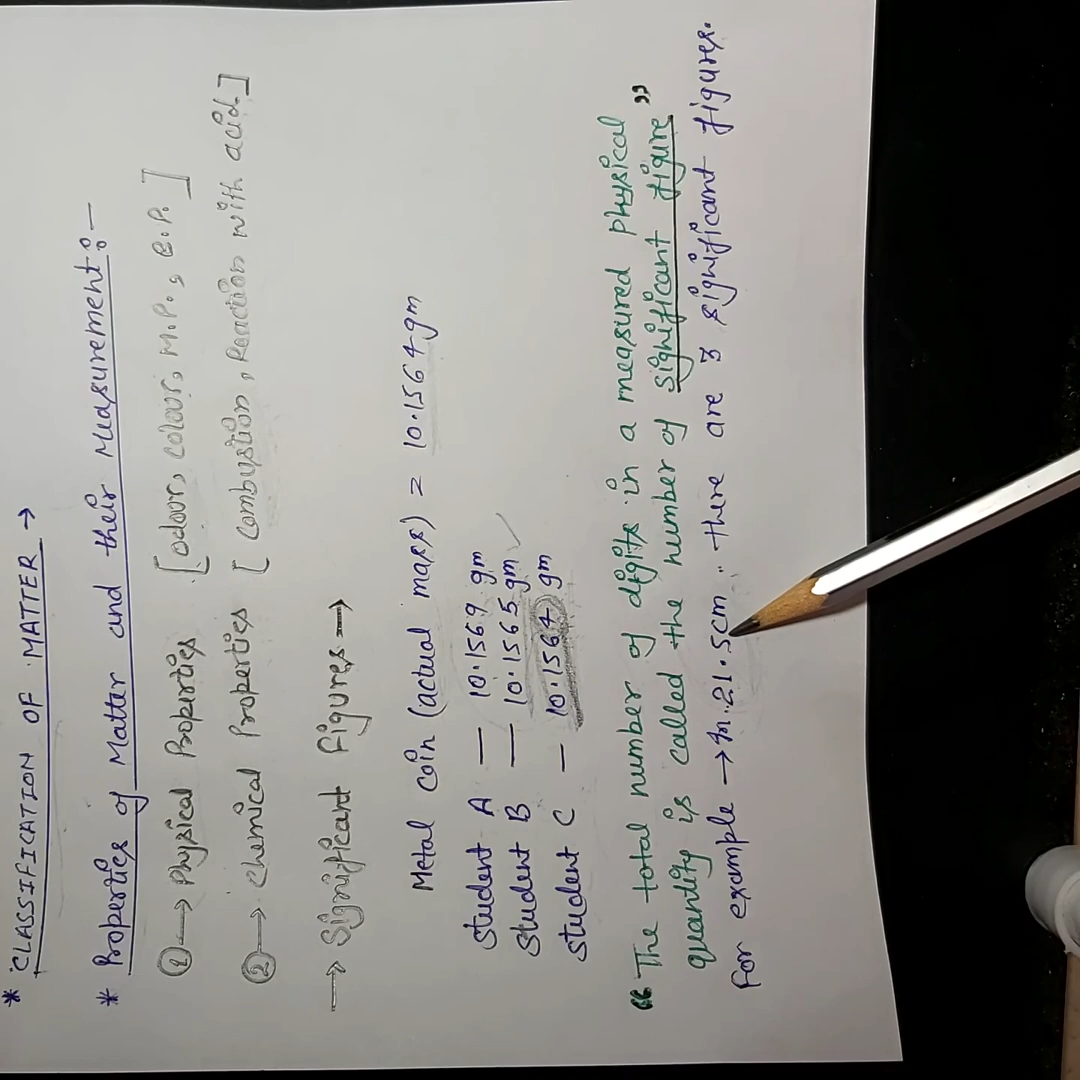 * CLASSIFICATION OF MATTER →
* Properties of Matter and their Measurement:—
① → Physical Properties [odour, colour, M.P., B.P.]
② → Chemical Properties [Combustion, Reaction with acid]
→ Significant Figures →
Metal coin (actual mass) = 10.1564 gm
Student A — 10.1569 gm
Student B — 10.1565 gm ✓
Student C — 10.1564 gm
“The total number of digits in a measured physical
quantity is called the number of significant figure”
For example → In 21.5cm there are 3 significant figures.